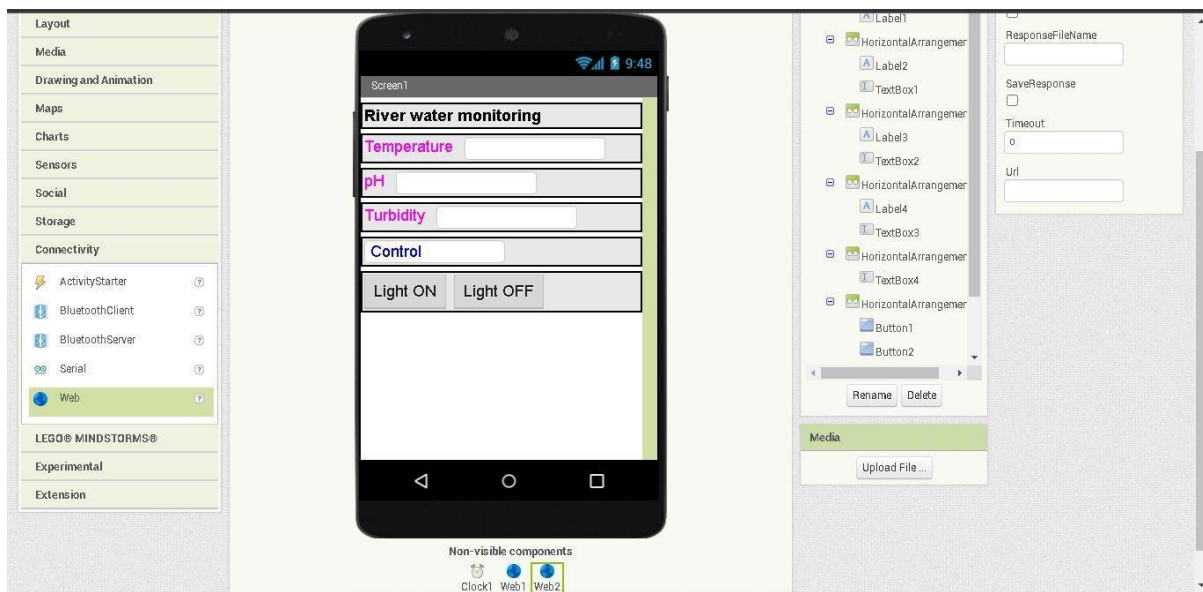 Layout
Media
Drawing and Animation
Maps
Charts
Sensors
Social
Storage
Connectivity
ActivityStarter
BluetoothClient
BluetoothServer
Serial
Web
LEGO® MINDSTORMS®
Experimental
Extension
9:48
Screen1
River water monitoring
Temperature
pH
Turbidity
Control
Light ON Light OFF
Non-visible components
Clock1 Web1 Web2
Label1
HorizontalArrangemer
Label2
TextBox1
HorizontalArrangemer
Label3
TextBox2
HorizontalArrangemer
Label4
TextBox3
HorizontalArrangemer
TextBox4
HorizontalArrangemer
Button1
Button2
Rename Delete
Media
Upload File ...
ResponseFileName
SaveResponse
Timeout
0
Url